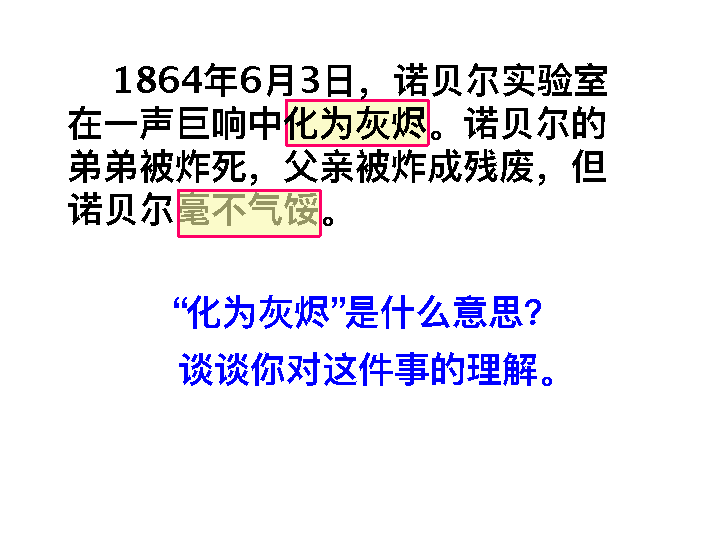 1864年6月3日，诺贝尔实验室
在一声巨响中化为灰烬。诺贝尔的
弟弟被炸死，父亲被炸成残废，但
诺贝尔毫不气馁。
“化为灰烬”是什么意思？
谈谈你对这件事的理解。